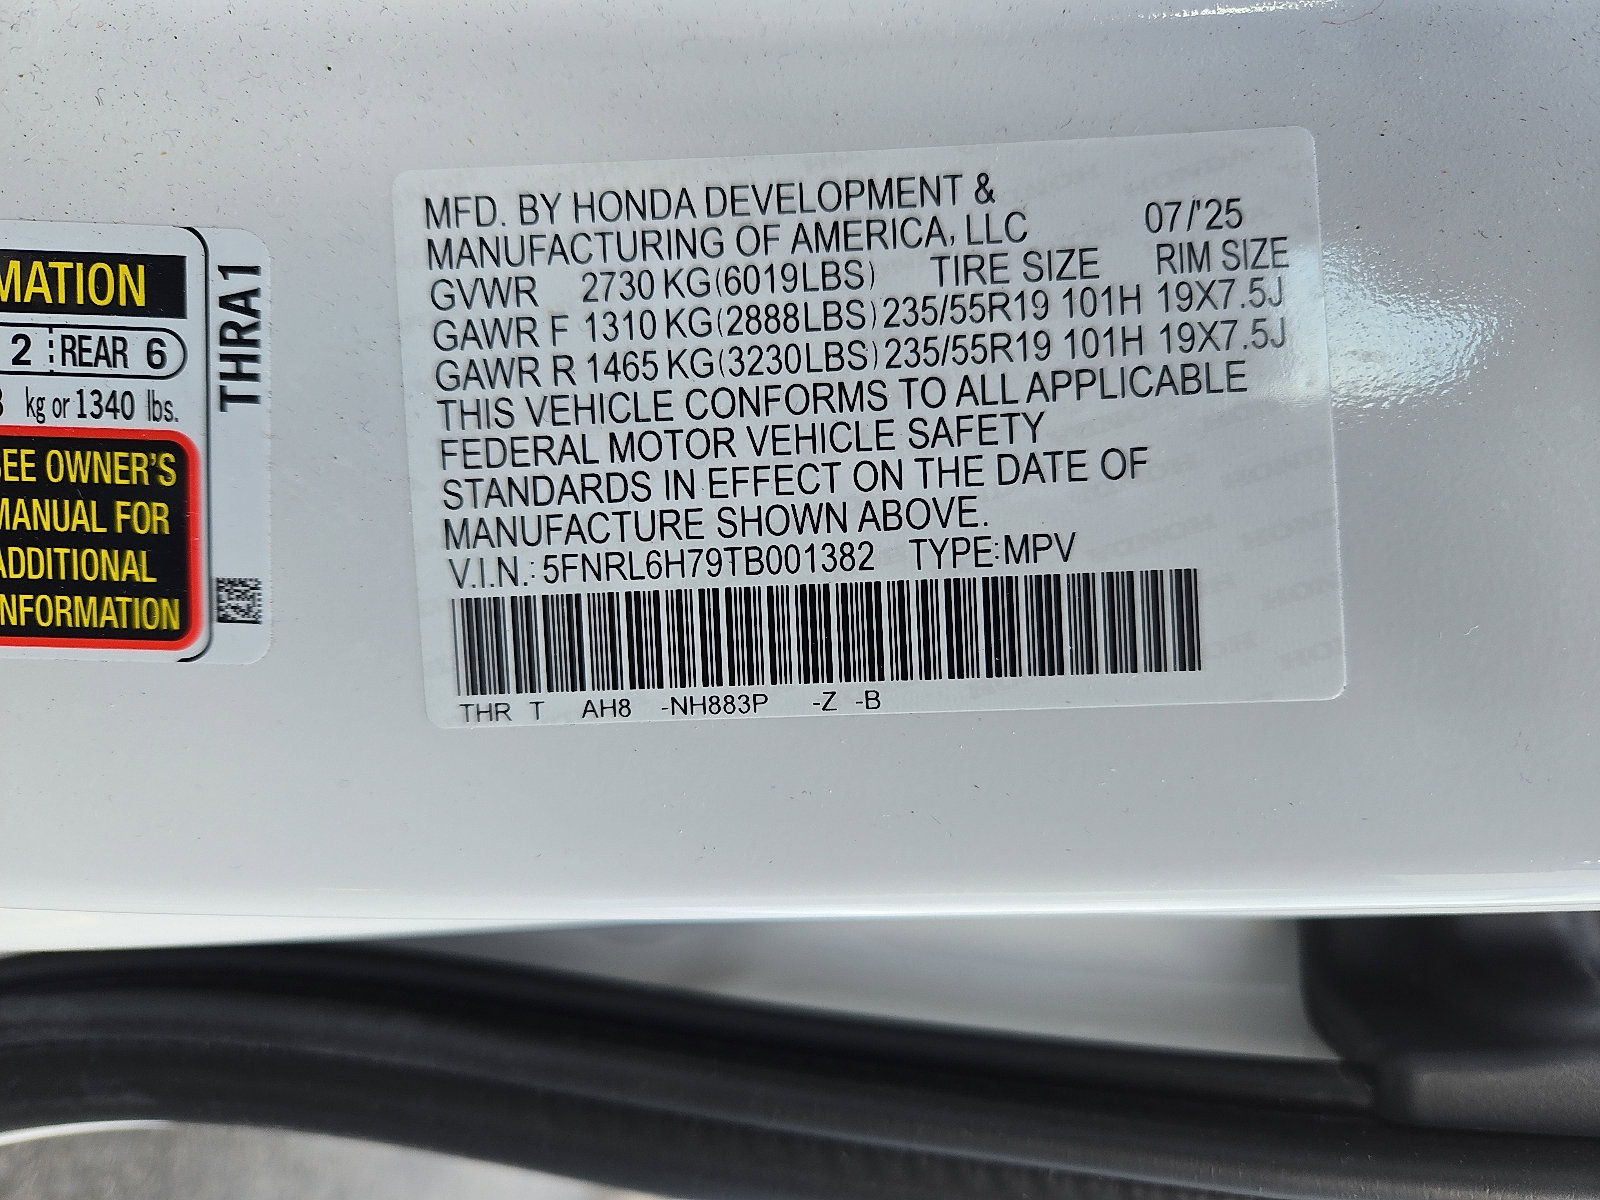 MATION
2 REAR 6
kg or 1340 lbs.
SEE OWNER'S
MANUAL FOR
ADDITIONAL
INFORMATION
THRA1
MFD. BY HONDA DEVELOPMENT &
MANUFACTURING OF AMERICA, LLC 07/'25
GVWR 2730 KG(6019LBS) TIRE SIZE RIM SIZE
GAWR F 1310 KG(2888LBS) 235/55R19 101H 19X7.5J
GAWR R 1465 KG(3230LBS) 235/55R19 101H 19X7.5J
THIS VEHICLE CONFORMS TO ALL APPLICABLE
FEDERAL MOTOR VEHICLE SAFETY
STANDARDS IN EFFECT ON THE DATE OF
MANUFACTURE SHOWN ABOVE.
V.I.N.: 5FNRL6H79TB001382 TYPE: MPV
THR T AH8 -NH883P -Z -B